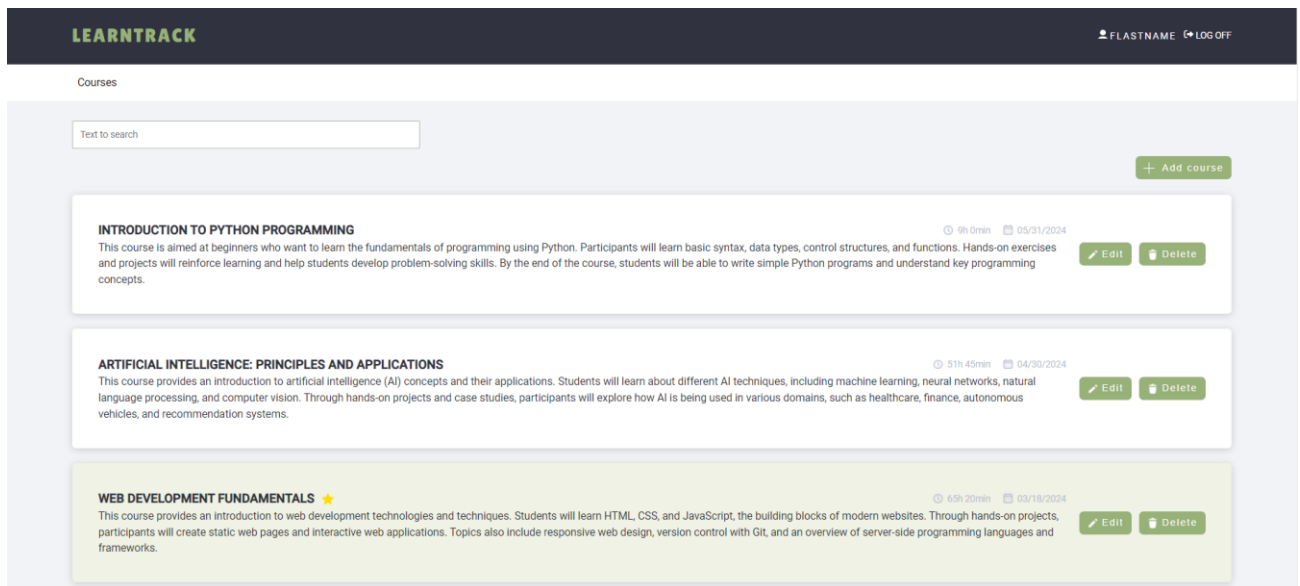 LEARNTRACK
FLASTNAME LOG OFF
Courses
Text to search
Add course
INTRODUCTION TO PYTHON PROGRAMMING
9h 0min 05/31/2024
This course is aimed at beginners who want to learn the fundamentals of programming using Python. Participants will learn basic syntax, data types, control structures, and functions. Hands-on exercises
and projects will reinforce learning and help students develop problem-solving skills. By the end of the course, students will be able to write simple Python programs and understand key programming
concepts.
Edit Delete
ARTIFICIAL INTELLIGENCE: PRINCIPLES AND APPLICATIONS
51h 45min 04/30/2024
This course provides an introduction to artificial intelligence (AI) concepts and their applications. Students will learn about different AI techniques, including machine learning, neural networks, natural
language processing, and computer vision. Through hands-on projects and case studies, participants will explore how AI is being used in various domains, such as healthcare, finance, autonomous
vehicles, and recommendation systems.
Edit Delete
WEB DEVELOPMENT FUNDAMENTALS
65h 20min 03/18/2024
This course provides an introduction to web development technologies and techniques. Students will learn HTML, CSS, and JavaScript, the building blocks of modern websites. Through hands-on projects,
participants will create static web pages and interactive web applications. Topics also include responsive web design, version control with Git, and an overview of server-side programming languages and
frameworks.
Edit Delete